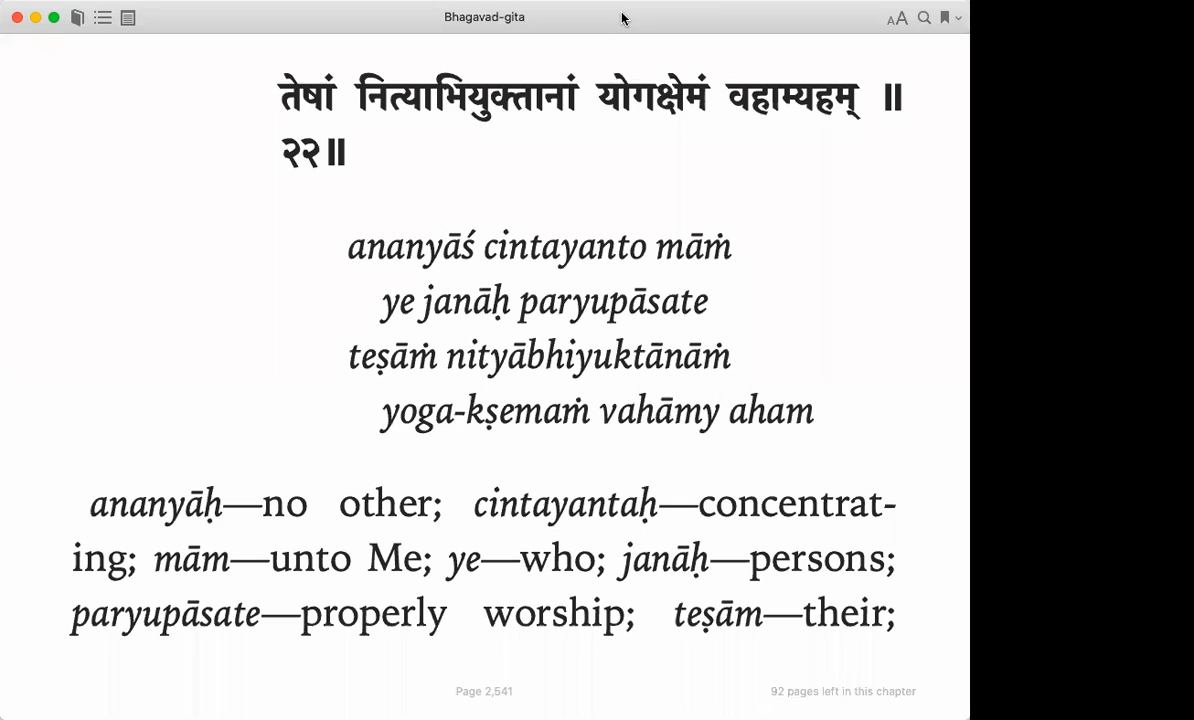 Bhagavad-gita
AA
तेषां नित्याभियुक्तानां योगक्षेमं वहाम्यहम् ॥
२२॥
ananyāś cintayanto māṁ
ye janāḥ paryupāsate
teṣāṁ nityābhiyuktānāṁ
yoga-kṣemaṁ vahāmy aham
ananyāḥ—no other; cintayantaḥ—concentrat-
ing; mām—unto Me; ye—who; janāḥ—persons;
paryupāsate—properly worship; teṣām—their;
Page 2,541
92 pages left in this chapter